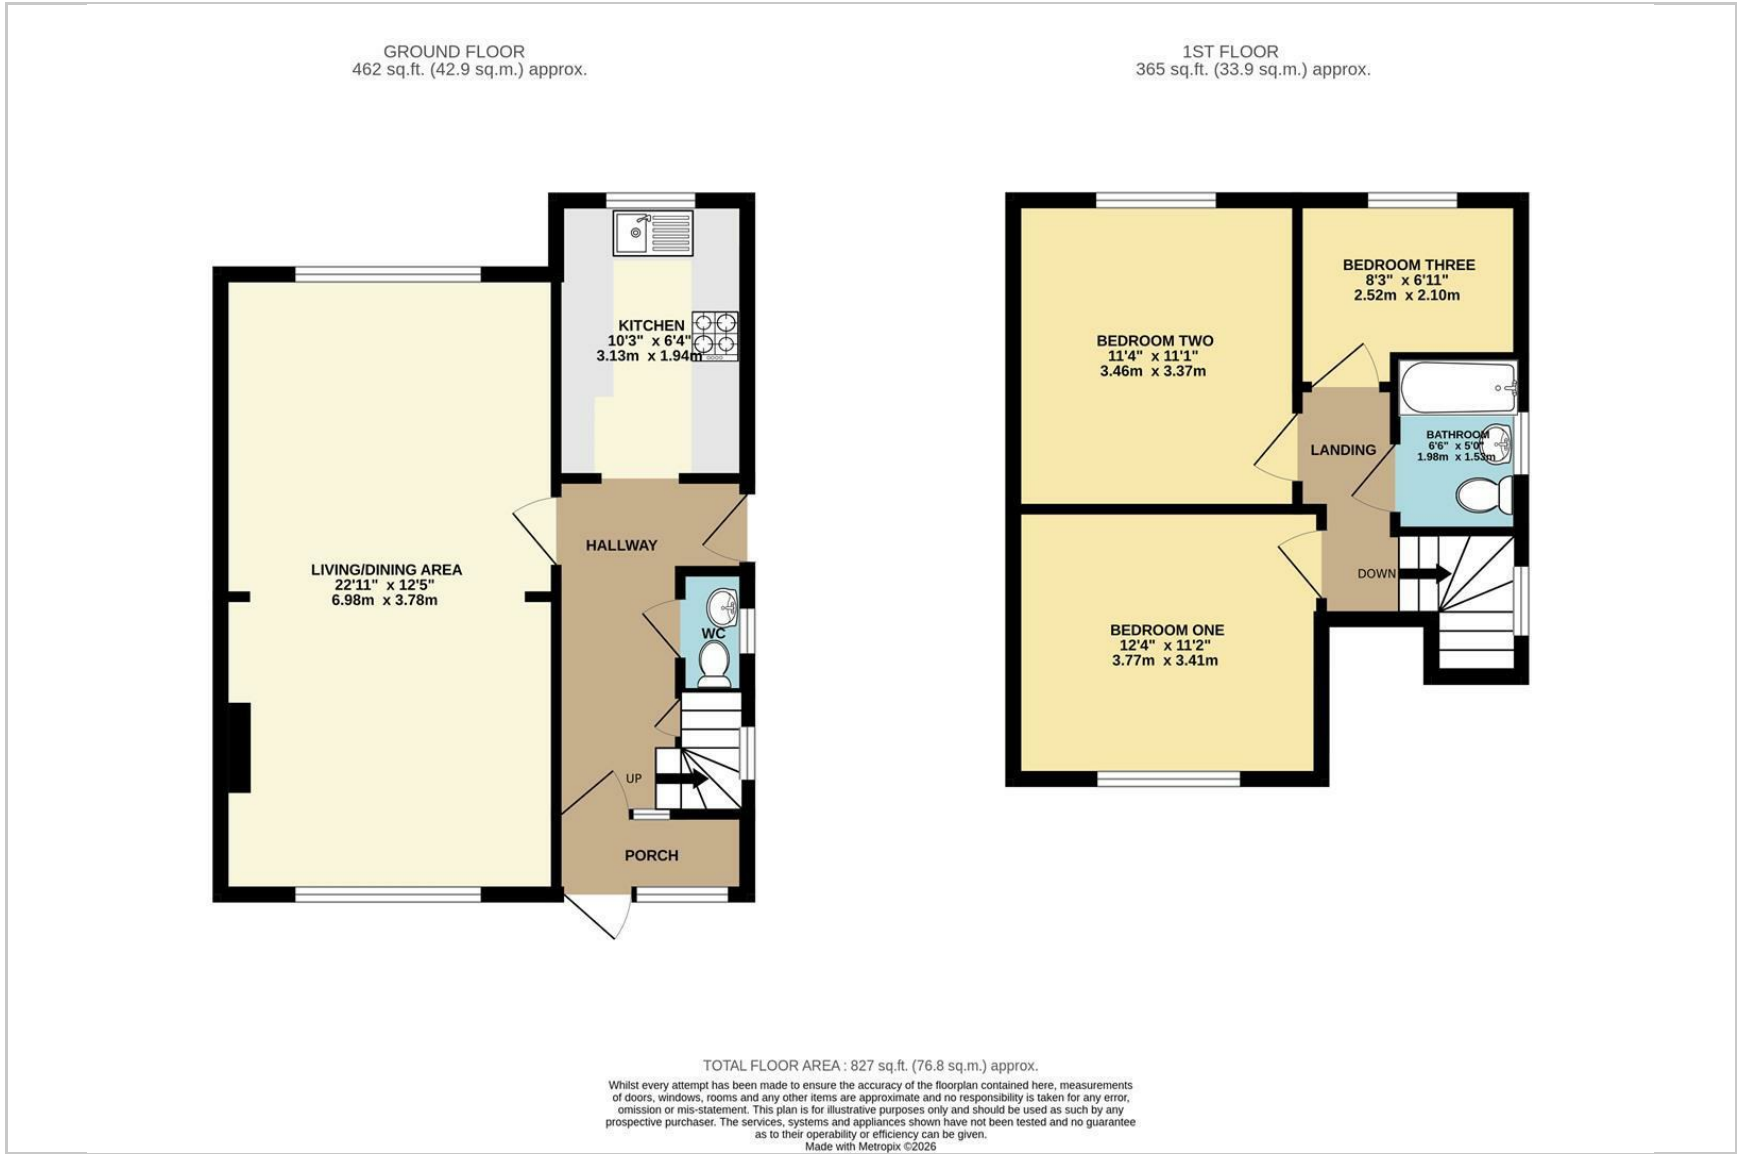 GROUND FLOOR
462 sq.ft. (42.9 sq.m.) approx.
1ST FLOOR
365 sq.ft. (33.9 sq.m.) approx.
KITCHEN
10'3" x 6'4"
3.13m x 1.94m
LIVING/DINING AREA
22'11" x 12'5"
6.98m x 3.78m
HALLWAY
WC
UP
PORCH
BEDROOM THREE
8'3" x 6'11"
2.52m x 2.10m
BEDROOM TWO
11'4" x 11'1"
3.46m x 3.37m
LANDING
BATHROOM
6'6" x 5'0"
1.98m x 1.53m
DOWN
BEDROOM ONE
12'4" x 11'2"
3.77m x 3.41m
TOTAL FLOOR AREA : 827 sq.ft. (76.8 sq.m.) approx.
Whilst every attempt has been made to ensure the accuracy of the floorplan contained here, measurements
of doors, windows, rooms and any other items are approximate and no responsibility is taken for any error,
omission or mis-statement. This plan is for illustrative purposes only and should be used as such by any
prospective purchaser. The services, systems and appliances shown have not been tested and no guarantee
as to their operability or efficiency can be given.
Made with Metropix ©2026